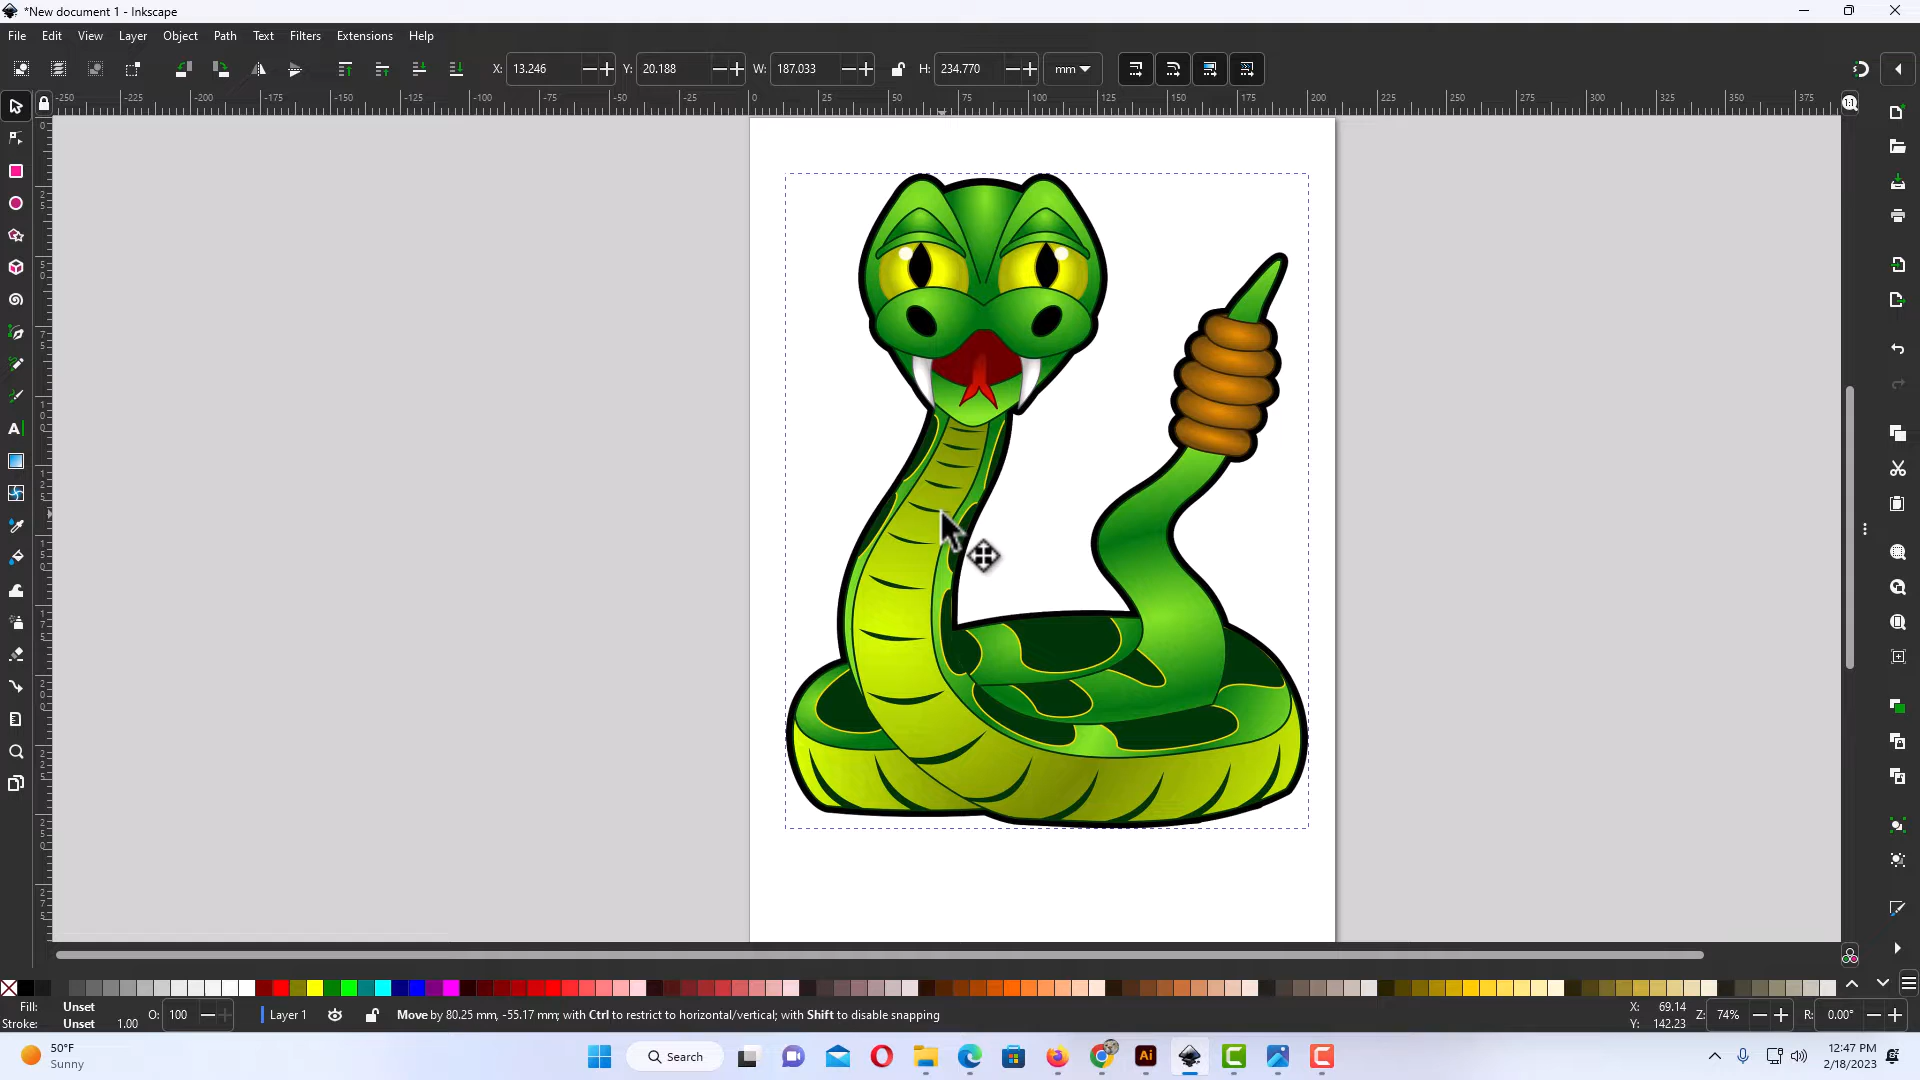 *New document 1 - Inkscape
File Edit View Layer Object Path Text Filters Extensions Help
X: 13.246 Y: 20.188 W: 187.033 H: 234.770 mm
-250 -225 -200 -175 -150 -125 -100 -75 -50 -25 0 25 50 75 100 125 150 175 200 225 250 275 300 325 350 375
1:1
Fill: Unset
Stroke: Unset 1.00
O: 100
Layer 1
Move by 80.25 mm, -55.17 mm; with Ctrl to restrict to horizontal/vertical; with Shift to disable snapping
X: 69.14
Y: 142.23
Z: 74%
R: 0.00°
50°F
Sunny
Search
Ai
12:47 PM
2/18/2023